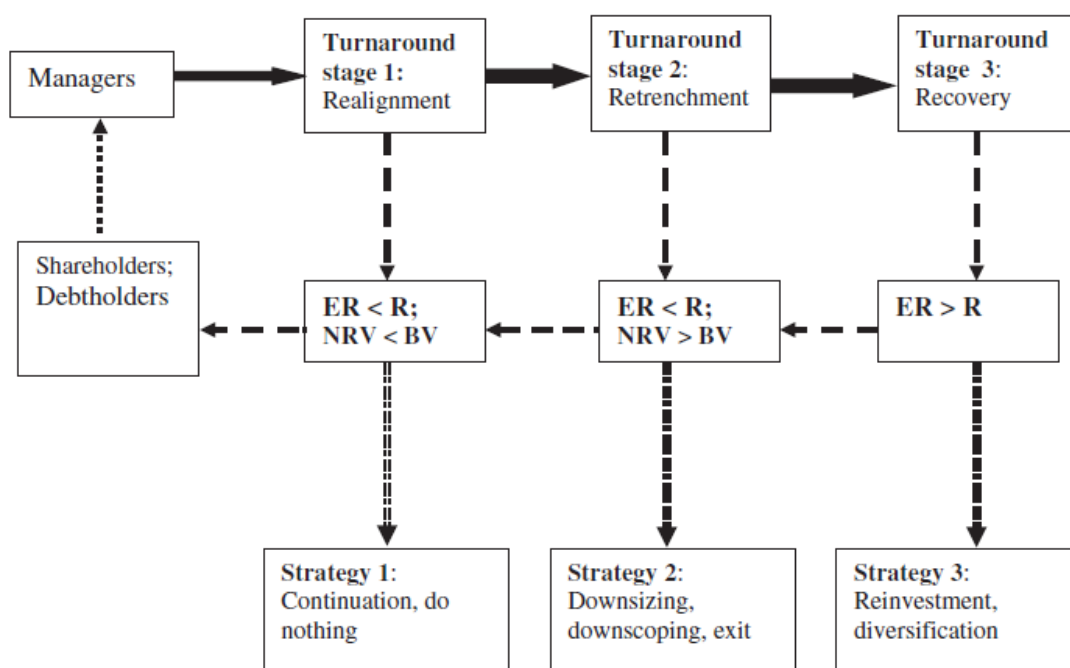 Managers
Turnaround
stage 1:
Realignment
Turnaround
stage 2:
Retrenchment
Turnaround
stage 3:
Recovery
Shareholders;
Debtholders
ER < R;
NRV < BV
ER < R;
NRV > BV
ER > R
Strategy 1:
Continuation, do
nothing
Strategy 2:
Downsizing,
downscoping, exit
Strategy 3:
Reinvestment,
diversification